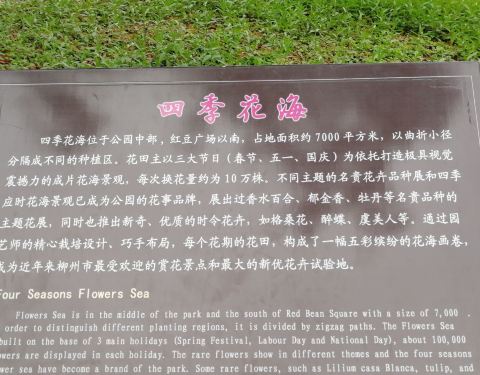 四季花海
四季花海位于公园中部，红豆广场以南，占地面积约7000平方米，以曲折小径
分隔成不同的种植区。花田主以三大节日（春节、五一、国庆）为依托打造极具视觉
震撼力的成片花海景观，每次换花量约为10万株。不同主题的名贵花卉品种展和四季
应时花海景观已成为公园的花事品牌，展出过香水百合、郁金香、牡丹等名贵品种的
主题花展，同时也推出新奇、优质的时令花卉，如格桑花、醉蝶、虞美人等。通过园
艺师的精心栽培设计、巧手布局，每个花期的花田，构成了一幅五彩缤纷的花海画卷，
成为近年来柳州市最受欢迎的赏花景点和最大的新优花卉试验地。
Four Seasons Flowers Sea
Flowers Sea is in the middle of the park and the south of Red Bean Square with a size of 7,000
order to distinguish different planting regions, it is divided by zigzag paths. The Flowers Sea
built on the base of 3 main holidays (Spring Festival, Labour Day and National Day), about 100,000
owers are displayed in each holiday. The rare flowers show in different themes and the four seasons
ower sea have become a brand of the park. Some rare flowers, such as Lilium casa Blanca, tulip, and